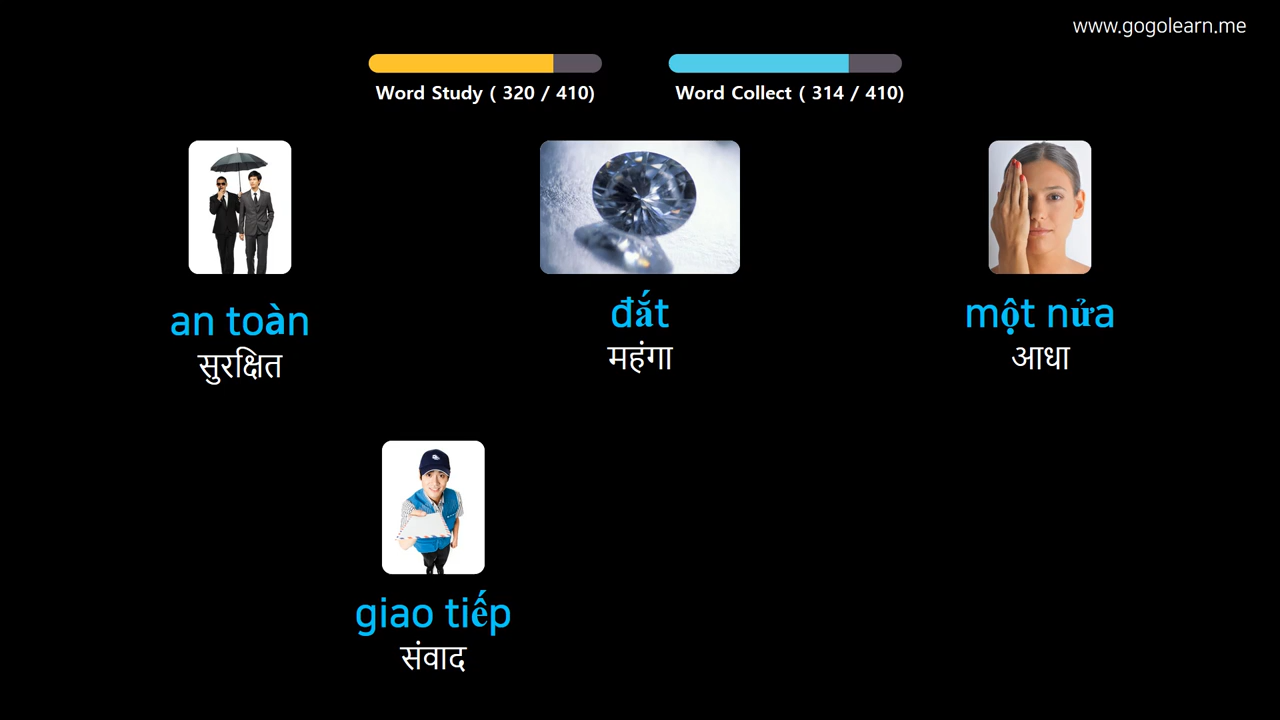 www.gogolearn.me
Word Study ( 320 / 410)
Word Collect ( 314 / 410)
an toàn
सुरक्षित
đắt
महंगा
một nửa
आधा
giao tiếp
संवाद